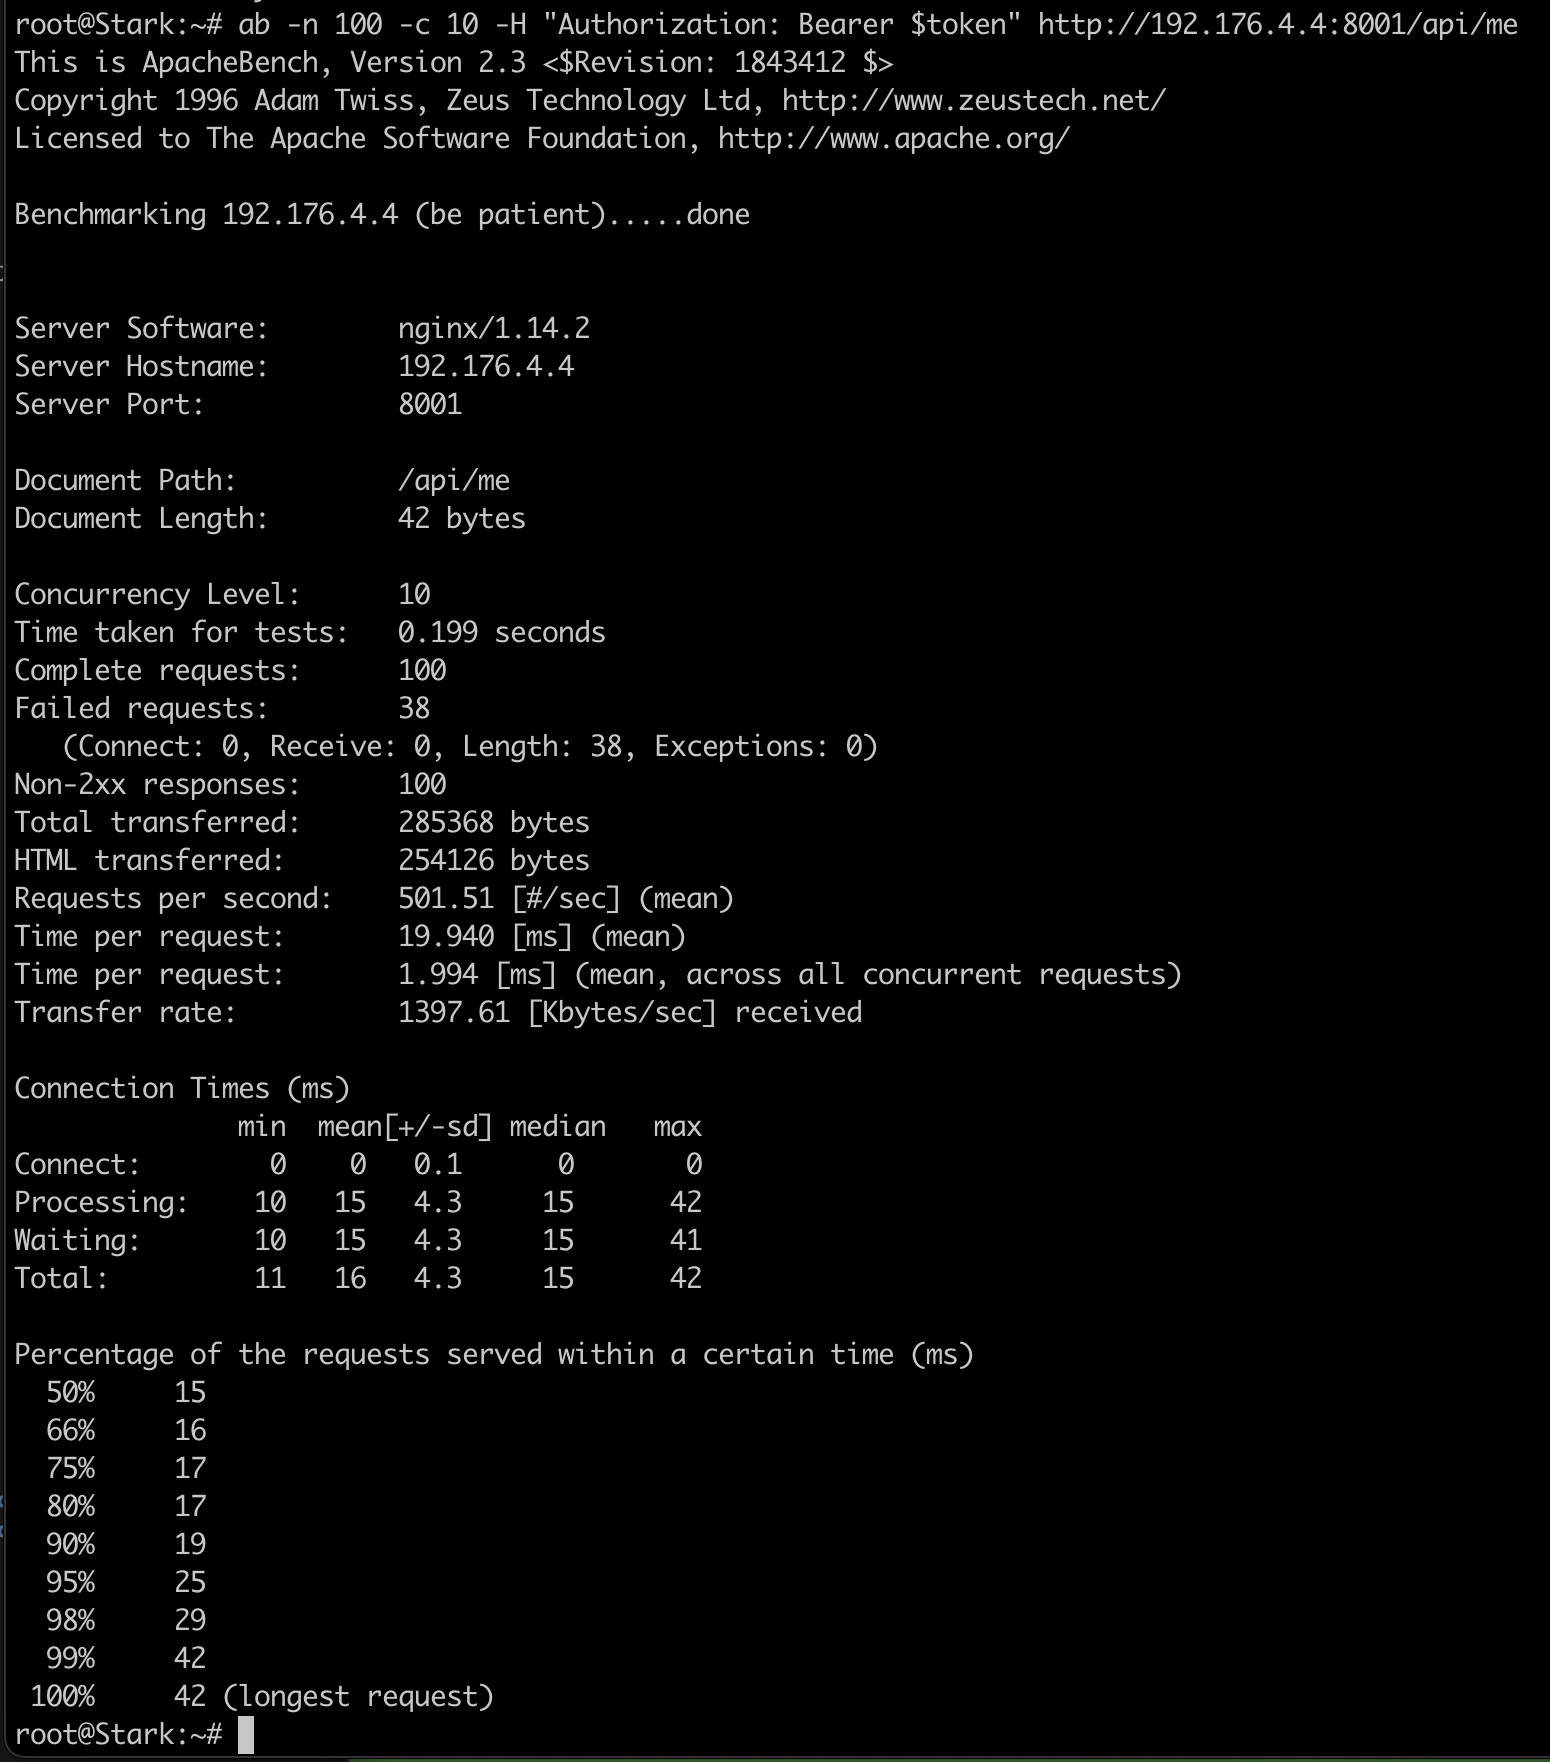 root@Stark:~# ab -n 100 -c 10 -H "Authorization: Bearer $token" http://192.176.4.4:8001/api/me
This is ApacheBench, Version 2.3 <$Revision: 1843412 $>
Copyright 1996 Adam Twiss, Zeus Technology Ltd, http://www.zeustech.net/
Licensed to The Apache Software Foundation, http://www.apache.org/

Benchmarking 192.176.4.4 (be patient).....done


Server Software:        nginx/1.14.2
Server Hostname:        192.176.4.4
Server Port:            8001

Document Path:          /api/me
Document Length:        42 bytes

Concurrency Level:      10
Time taken for tests:   0.199 seconds
Complete requests:      100
Failed requests:        38
   (Connect: 0, Receive: 0, Length: 38, Exceptions: 0)
Non-2xx responses:      100
Total transferred:      285368 bytes
HTML transferred:       254126 bytes
Requests per second:    501.51 [#/sec] (mean)
Time per request:       19.940 [ms] (mean)
Time per request:       1.994 [ms] (mean, across all concurrent requests)
Transfer rate:          1397.61 [Kbytes/sec] received

Connection Times (ms)
              min  mean[+/-sd] median   max
Connect:        0    0   0.1      0       0
Processing:    10   15   4.3     15      42
Waiting:       10   15   4.3     15      41
Total:         11   16   4.3     15      42

Percentage of the requests served within a certain time (ms)
  50%     15
  66%     16
  75%     17
  80%     17
  90%     19
  95%     25
  98%     29
  99%     42
 100%     42 (longest request)
root@Stark:~#